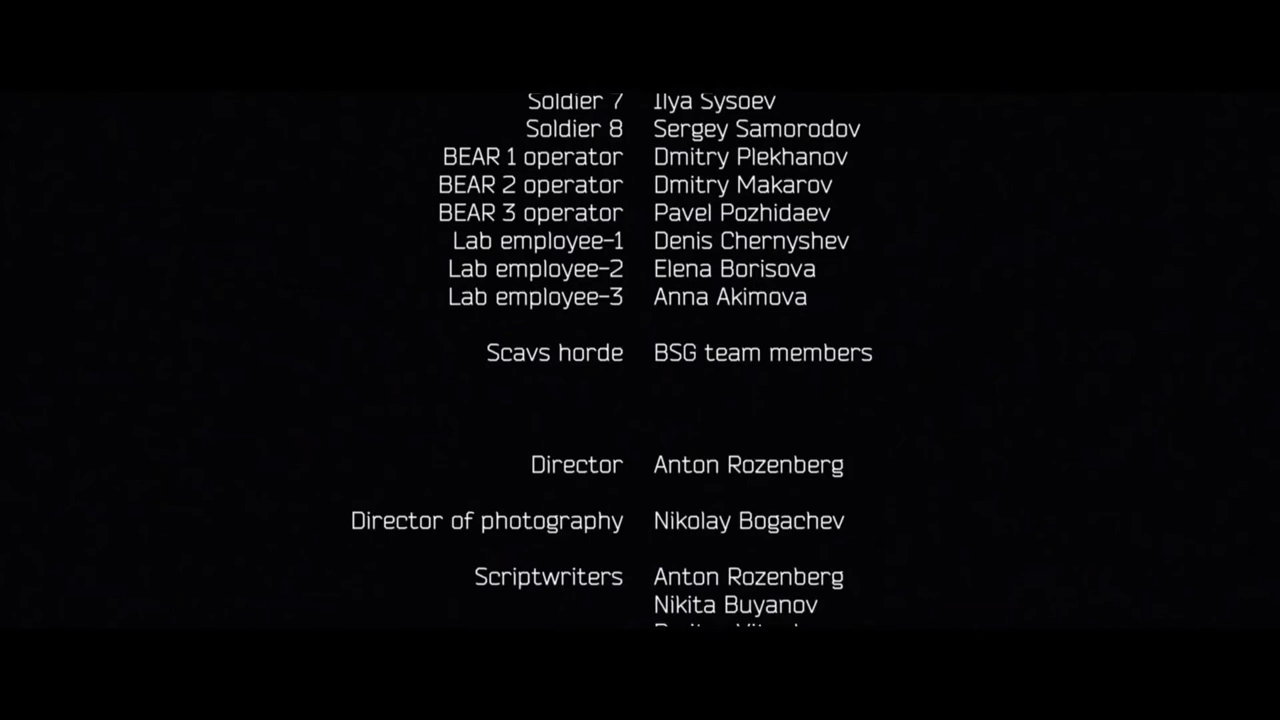 Soldier 7 Ilya Sysoev
Soldier 8 Sergey Samorodov
BEAR 1 operator Dmitry Plekhanov
BEAR 2 operator Dmitry Makarov
BEAR 3 operator Pavel Pozhidaev
Lab employee-1 Denis Chernyshev
Lab employee-2 Elena Borisova
Lab employee-3 Anna Akimova
Scavs horde BSG team members
Director Anton Rozenberg
Director of photography Nikolay Bogachev
Scriptwriters Anton Rozenberg
Nikita Buyanov